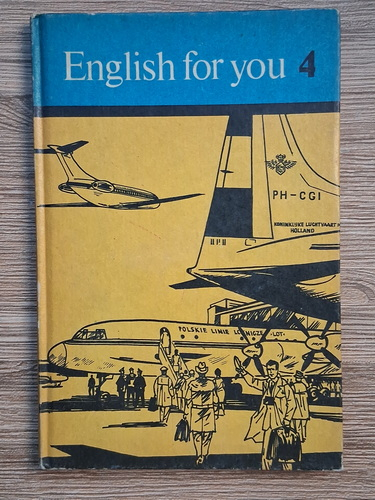 English for you 4
PH-CGI
KONINKLIJKE LUCHTVAART M
HOLLAND
POLSKIE LINIE LOTNICZE "LOT"